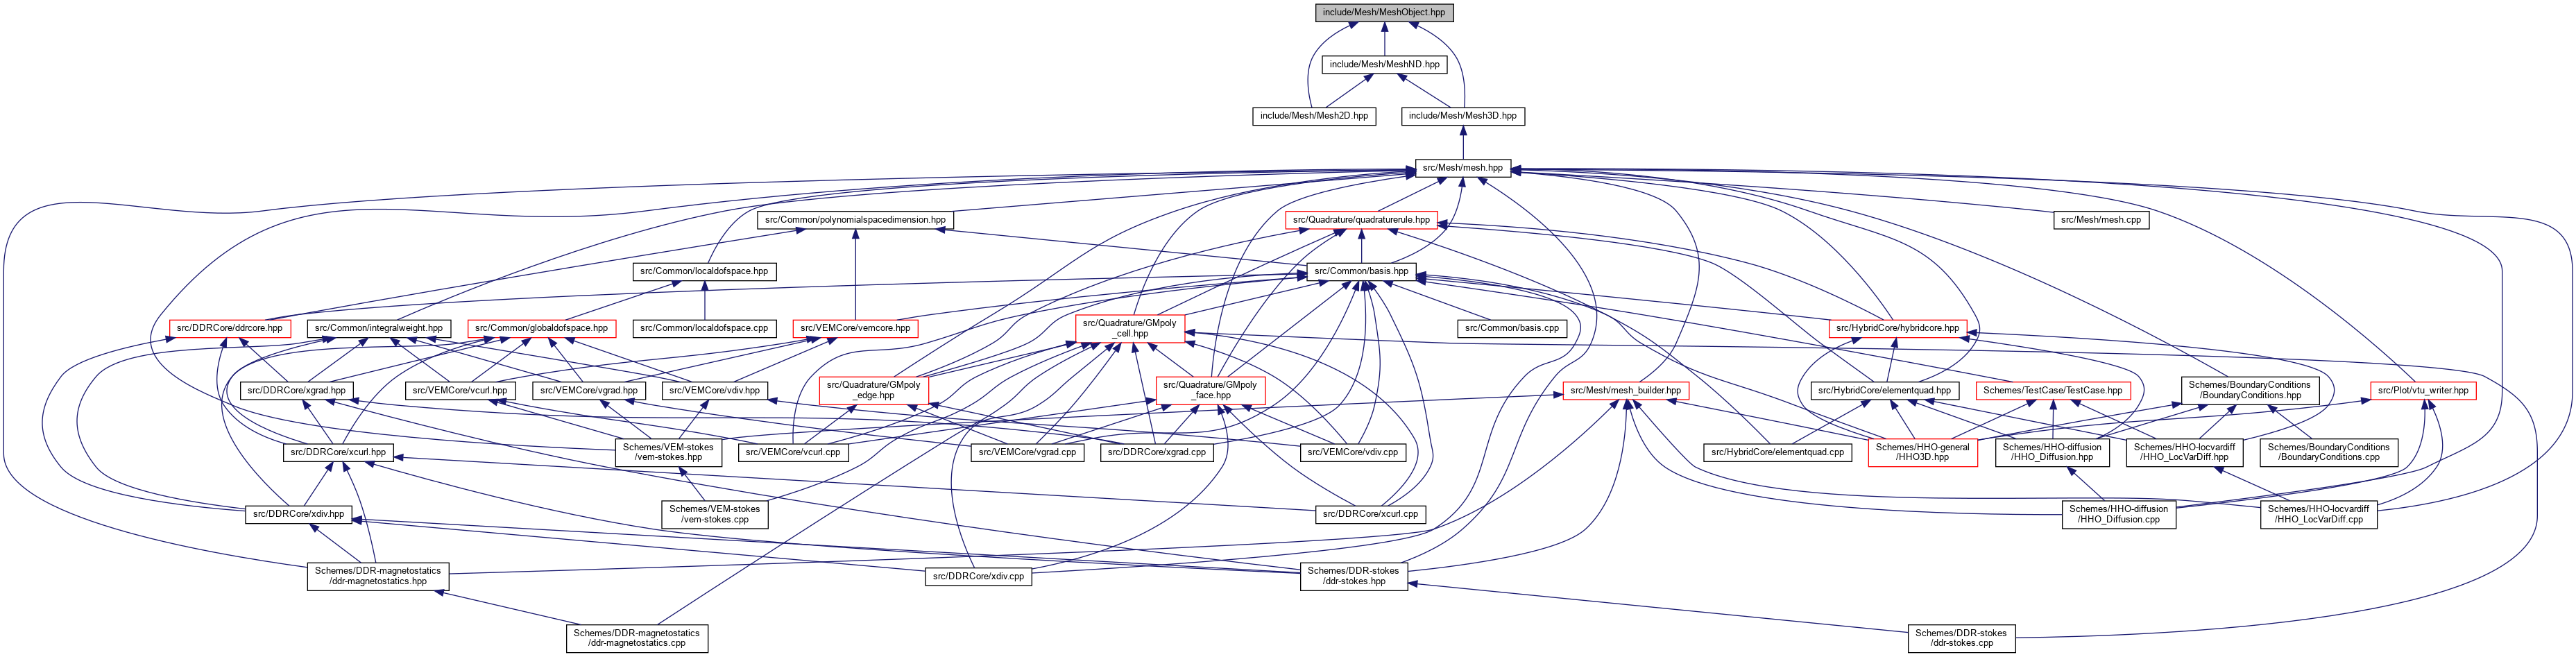 include/Mesh/MeshObject.hpp
include/Mesh/MeshND.hpp
include/Mesh/Mesh2D.hpp
include/Mesh/Mesh3D.hpp
src/Mesh/mesh.hpp
src/Common/polynomialspacedimension.hpp
src/Quadrature/quadraturerule.hpp
src/Mesh/mesh.cpp
src/Common/localdofspace.hpp
src/Common/basis.hpp
src/DDRCore/ddrcore.hpp
src/Common/integralweight.hpp
src/Common/globaldofspace.hpp
src/Common/localdofspace.cpp
src/VEMCore/vemcore.hpp
src/Quadrature/GMpoly
_cell.hpp
src/Common/basis.cpp
src/HybridCore/hybridcore.hpp
src/DDRCore/xgrad.hpp
src/VEMCore/vcurl.hpp
src/VEMCore/vgrad.hpp
src/VEMCore/vdiv.hpp
src/Quadrature/GMpoly
_edge.hpp
src/Quadrature/GMpoly
_face.hpp
src/Mesh/mesh_builder.hpp
src/HybridCore/elementquad.hpp
Schemes/TestCase/TestCase.hpp
Schemes/BoundaryConditions
/BoundaryConditions.hpp
src/Plot/vtu_writer.hpp
src/DDRCore/xcurl.hpp
Schemes/VEM-stokes
/vem-stokes.hpp
src/VEMCore/vcurl.cpp
src/VEMCore/vgrad.cpp
src/DDRCore/xgrad.cpp
src/VEMCore/vdiv.cpp
src/HybridCore/elementquad.cpp
Schemes/HHO-general
/HHO3D.hpp
Schemes/HHO-diffusion
/HHO_Diffusion.hpp
Schemes/HHO-locvardiff
/HHO_LocVarDiff.hpp
Schemes/BoundaryConditions
/BoundaryConditions.cpp
src/DDRCore/xdiv.hpp
Schemes/VEM-stokes
/vem-stokes.cpp
src/DDRCore/xcurl.cpp
Schemes/HHO-diffusion
/HHO_Diffusion.cpp
Schemes/HHO-locvardiff
/HHO_LocVarDiff.cpp
Schemes/DDR-magnetostatics
/ddr-magnetostatics.hpp
src/DDRCore/xdiv.cpp
Schemes/DDR-stokes
/ddr-stokes.hpp
Schemes/DDR-magnetostatics
/ddr-magnetostatics.cpp
Schemes/DDR-stokes
/ddr-stokes.cpp